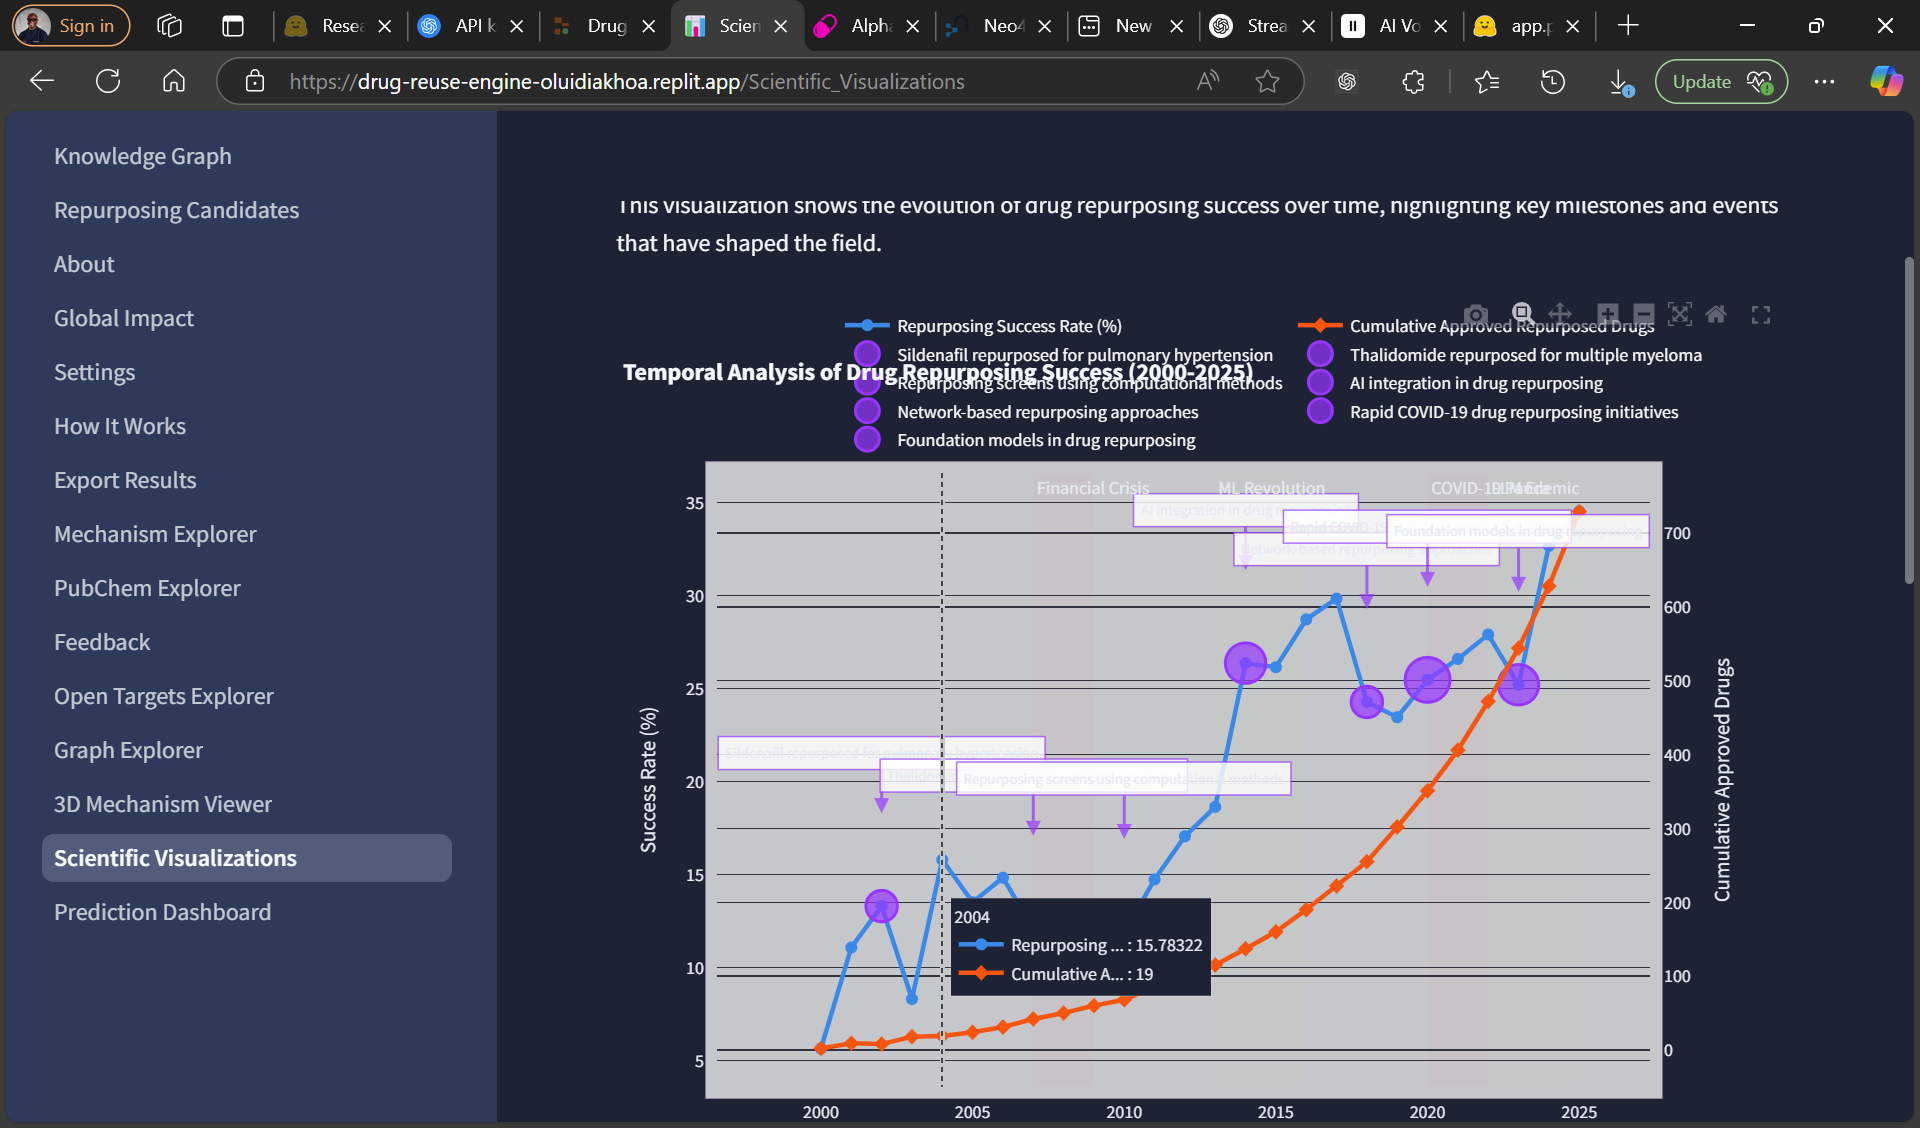 Sign in
Resea
API k
Drug
Scien
Alpha
Neo4
New
Strea
AI Vo
app.p
https://drug-reuse-engine-oluidiakhoa.replit.app/Scientific_Visualizations
Update
Knowledge Graph
Repurposing Candidates
About
Global Impact
Settings
How It Works
Export Results
Mechanism Explorer
PubChem Explorer
Feedback
Open Targets Explorer
Graph Explorer
3D Mechanism Viewer
Scientific Visualizations
Prediction Dashboard
This visualization shows the evolution of drug repurposing success over time, highlighting key milestones and events
that have shaped the field.
Repurposing Success Rate (%)
Cumulative Approved Repurposed Drugs
Sildenafil repurposed for pulmonary hypertension
Thalidomide repurposed for multiple myeloma
Temporal Analysis of Drug Repurposing Success (2000-2025)
Repurposing screens using computational methods
AI integration in drug repurposing
Network-based repurposing approaches
Rapid COVID-19 drug repurposing initiatives
Foundation models in drug repurposing
Financial Crisis
ML Revolution
COVID-19 Pandemic
AI integration in drug
Rapid COVID-19
Foundation models in drug repurposing
Network-based repurposing approaches
Sildenafil repurposed for pulmonary hypertension
Thalido
Repurposing screens using computational methods
Success Rate (%)
35
30
25
20
15
10
5
Cumulative Approved Drugs
700
600
500
400
300
200
100
0
2004
Repurposing ... : 15.78322
Cumulative A... : 19
2000
2005
2010
2015
2020
2025